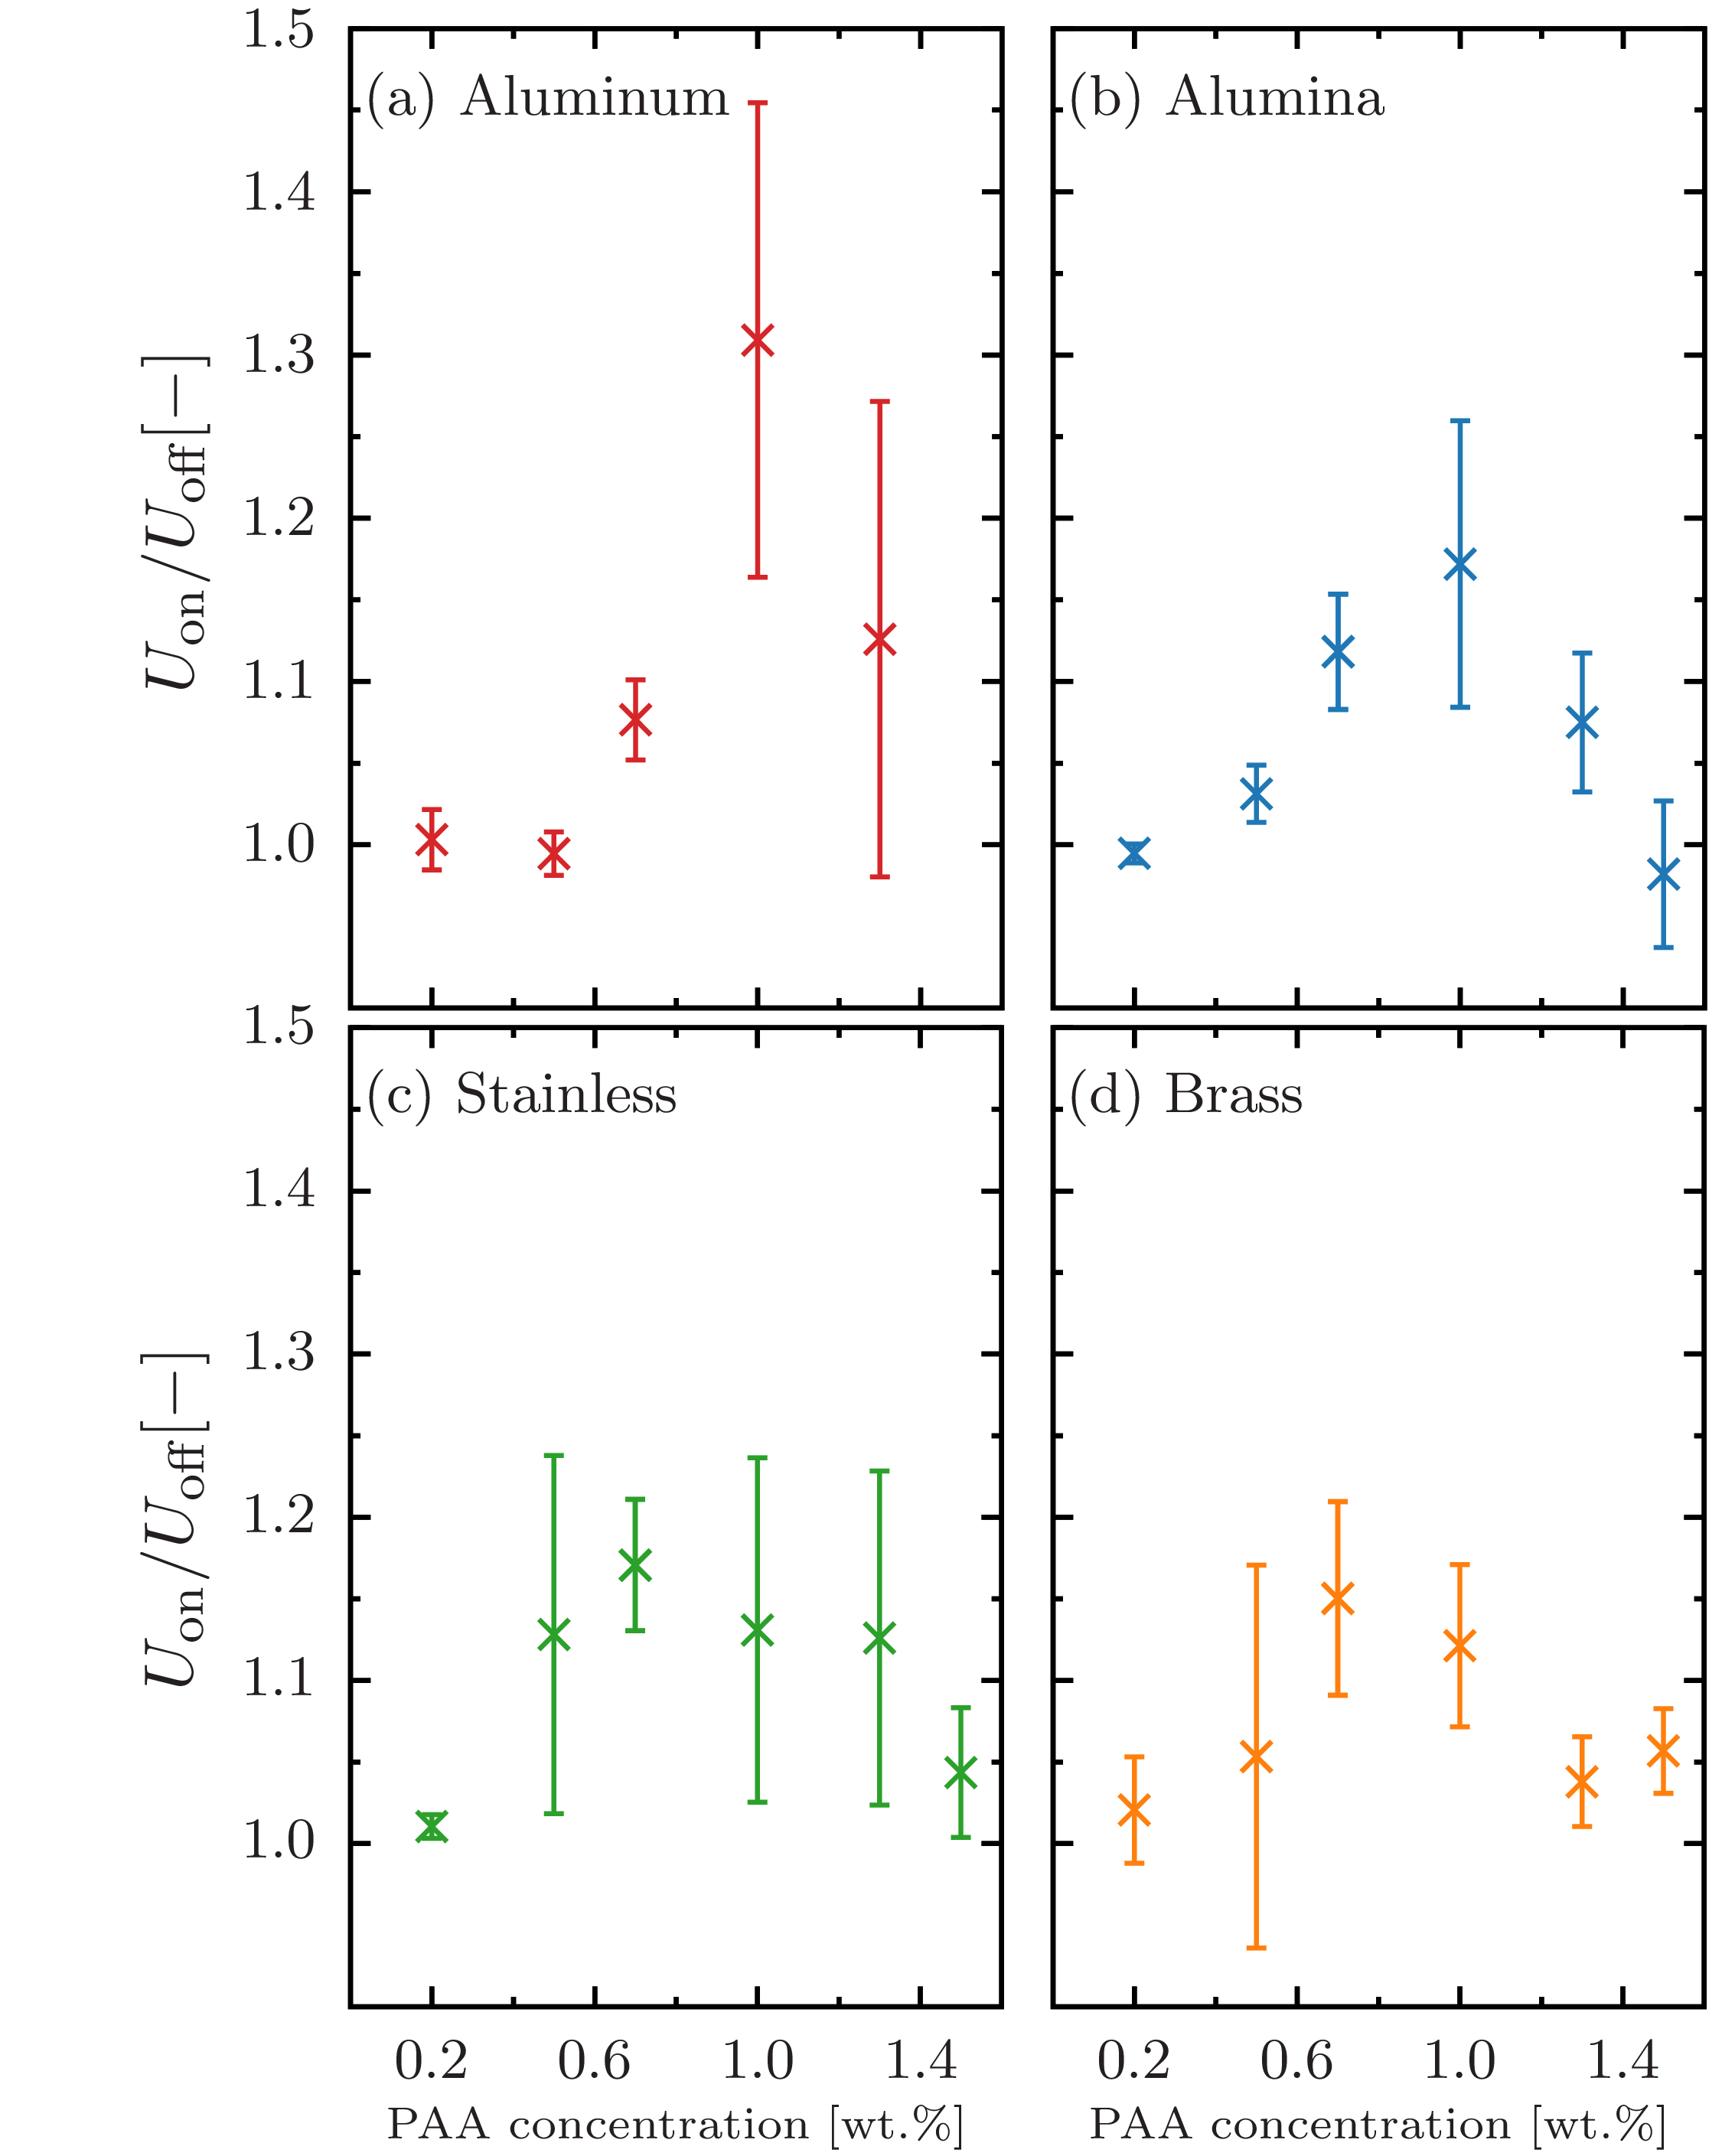 1.5
(a) Aluminum
(b) Alumina
1.4
1.3
1.2
1.1
1.0
U_on/U_off[−]
1.5
(c) Stainless
(d) Brass
1.4
1.3
1.2
1.1
1.0
U_on/U_off[−]
0.2 0.6 1.0 1.4
0.2 0.6 1.0 1.4
PAA concentration [wt.%]
PAA concentration [wt.%]